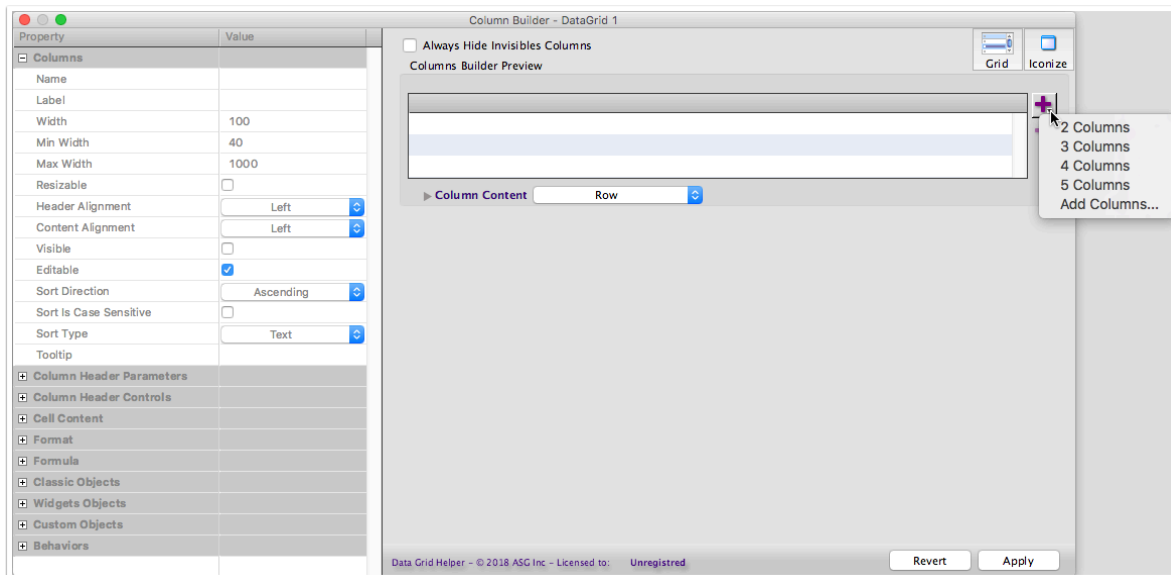 Column Builder - DataGrid 1
Property Value
Columns
Name
Label
Width 100
Min Width 40
Max Width 1000
Resizable
Header Alignment Left
Content Alignment Left
Visible
Editable
Sort Direction Ascending
Sort Is Case Sensitive
Sort Type Text
Tooltip
Column Header Parameters
Column Header Controls
Cell Content
Format
Formula
Classic Objects
Widgets Objects
Custom Objects
Behaviors
Always Hide Invisibles Columns
Columns Builder Preview
Grid Iconize
2 Columns
3 Columns
4 Columns
5 Columns
Add Columns...
Column Content Row
Data Grid Helper - © 2018 ASG Inc - Licensed to: Unregistred
Revert Apply